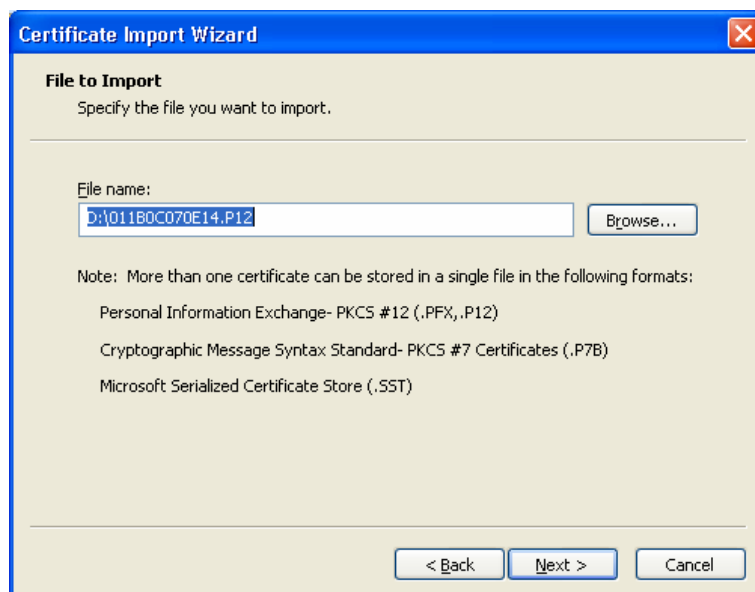 Certificate Import Wizard
File to Import
Specify the file you want to import.
File name:
D:\011B0C070E14.P12
Browse...
Note: More than one certificate can be stored in a single file in the following formats:
Personal Information Exchange- PKCS #12 (.PFX,.P12)
Cryptographic Message Syntax Standard- PKCS #7 Certificates (.P7B)
Microsoft Serialized Certificate Store (.SST)
< Back
Next >
Cancel